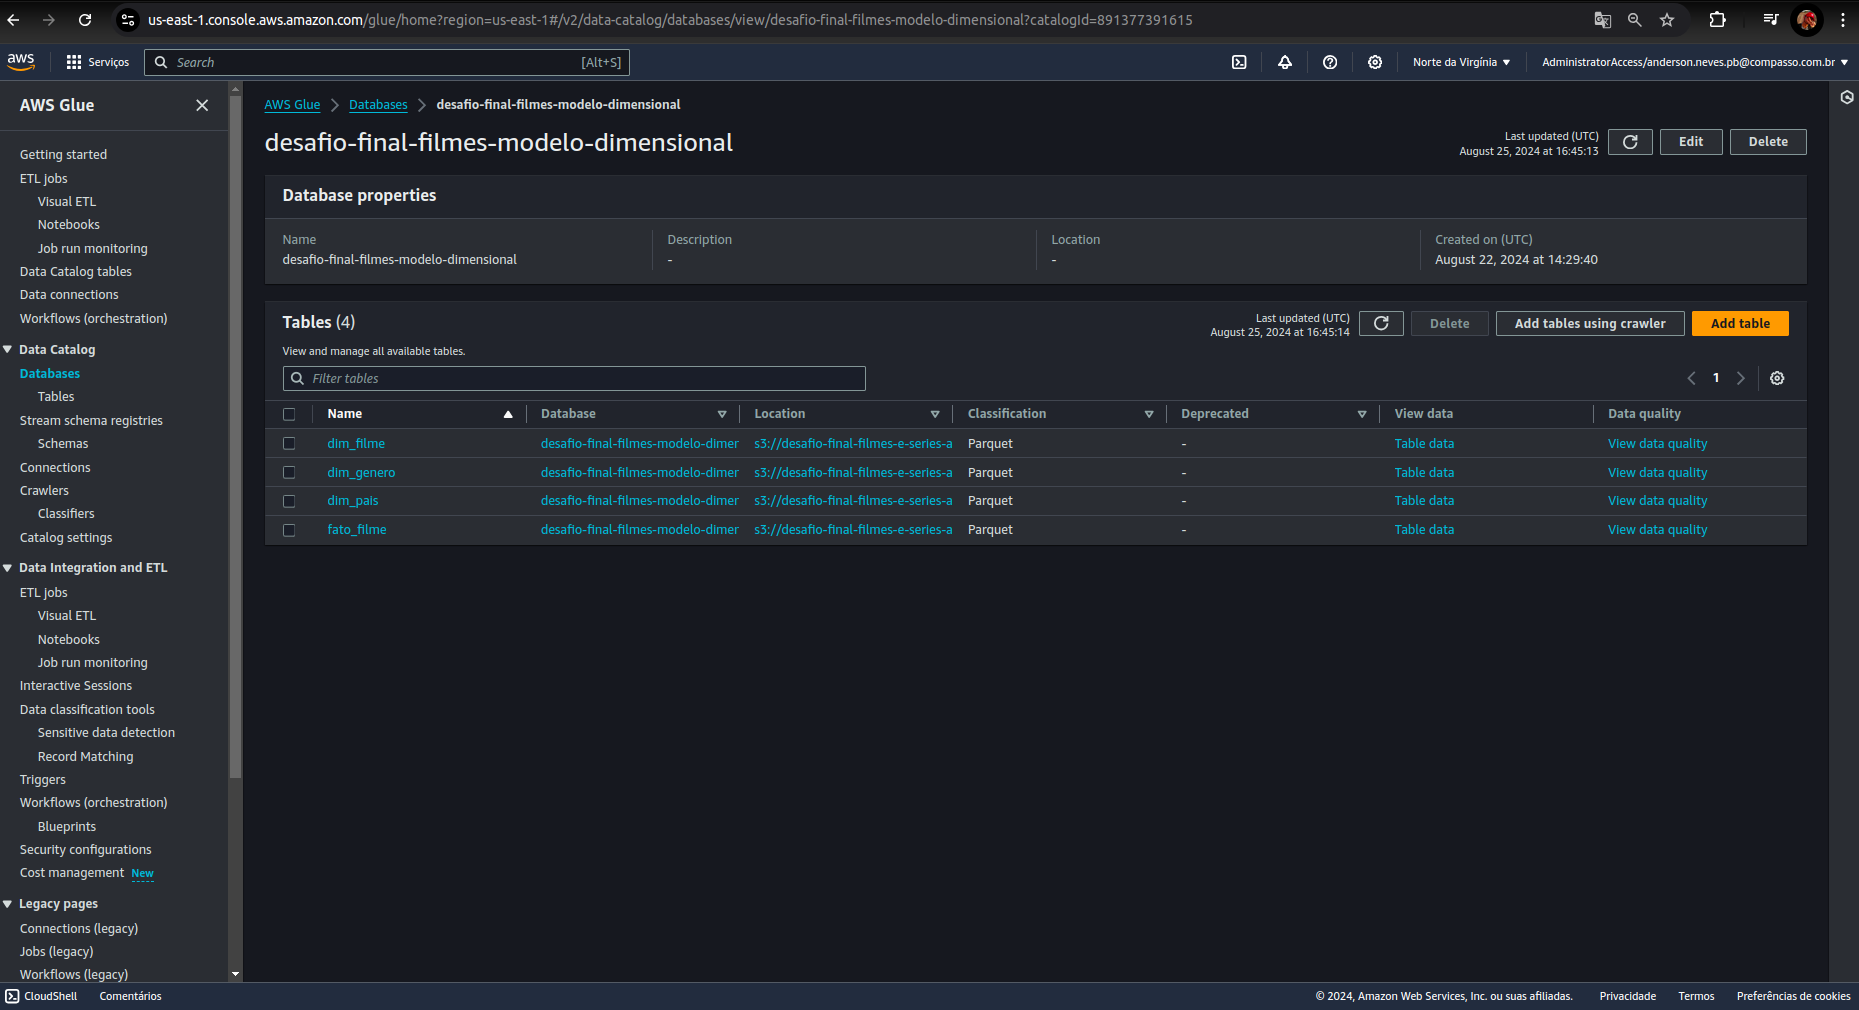 us-east-1.console.aws.amazon.com/glue/home?region=us-east-1#/v2/data-catalog/databases/view/desafio-final-filmes-modelo-dimensional?catalogId=891377391615
aws Serviços Search [Alt+S] Norte da Virgínia AdministratorAccess/anderson.neves.pb@compasso.com.br
AWS Glue
Getting started
ETL jobs
Visual ETL
Notebooks
Job run monitoring
Data Catalog tables
Data connections
Workflows (orchestration)
Data Catalog
Databases
Tables
Stream schema registries
Schemas
Connections
Crawlers
Classifiers
Catalog settings
Data Integration and ETL
ETL jobs
Visual ETL
Notebooks
Job run monitoring
Interactive Sessions
Data classification tools
Sensitive data detection
Record Matching
Triggers
Workflows (orchestration)
Blueprints
Security configurations
Cost management New
Legacy pages
Connections (legacy)
Jobs (legacy)
Workflows (legacy)
AWS Glue Databases desafio-final-filmes-modelo-dimensional
desafio-final-filmes-modelo-dimensional
Last updated (UTC)
August 25, 2024 at 16:45:13
Edit Delete
Database properties
Name Description Location Created on (UTC)
desafio-final-filmes-modelo-dimensional - - August 22, 2024 at 14:29:40
Tables (4)
Last updated (UTC)
August 25, 2024 at 16:45:14
Delete Add tables using crawler Add table
View and manage all available tables.
Filter tables 1
Name Database Location Classification Deprecated View data Data quality
dim_filme desafio-final-filmes-modelo-dimer s3://desafio-final-filmes-e-series-a Parquet - Table data View data quality
dim_genero desafio-final-filmes-modelo-dimer s3://desafio-final-filmes-e-series-a Parquet - Table data View data quality
dim_pais desafio-final-filmes-modelo-dimer s3://desafio-final-filmes-e-series-a Parquet - Table data View data quality
fato_filme desafio-final-filmes-modelo-dimer s3://desafio-final-filmes-e-series-a Parquet - Table data View data quality
CloudShell Comentários © 2024, Amazon Web Services, Inc. ou suas afiliadas. Privacidade Termos Preferências de cookies